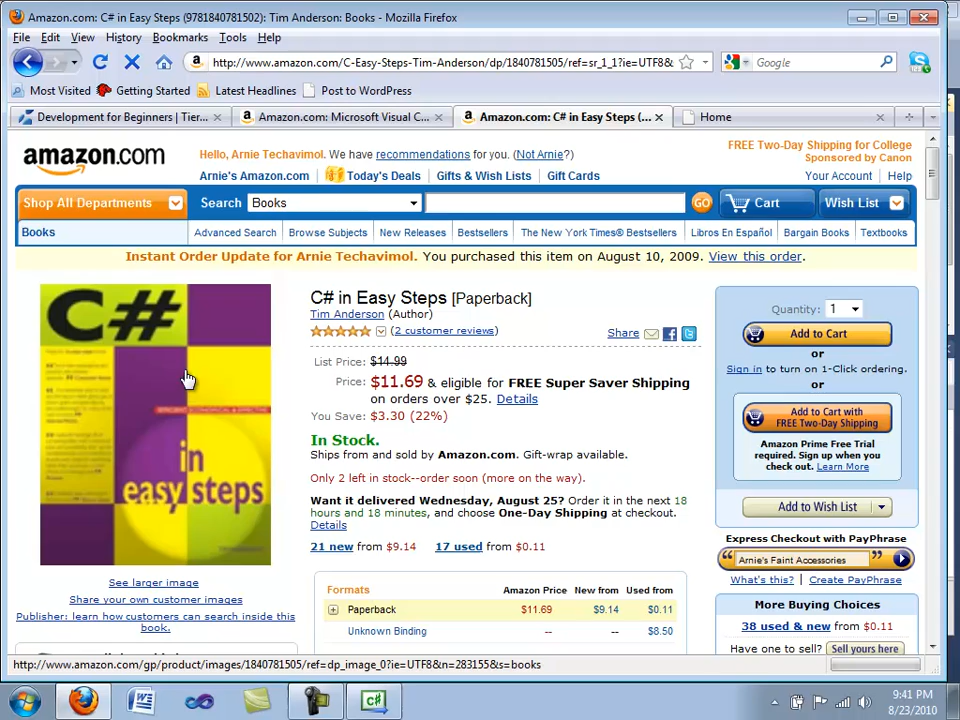 Amazon.com: C# in Easy Steps (9781840781502): Tim Anderson: Books - Mozilla Firefox
File Edit View History Bookmarks Tools Help
http://www.amazon.com/C-Easy-Steps-Tim-Anderson/dp/1840781505/ref=sr_1_1?ie=UTF8& Google
Most Visited Getting Started Latest Headlines Post to WordPress
Development for Beginners | Tier... Amazon.com: Microsoft Visual C... Amazon.com: C# in Easy Steps (... Home
amazon.com
Hello, Arnie Techavimol. We have recommendations for you. (Not Arnie?)
FREE Two-Day Shipping for College
Sponsored by Canon
Arnie's Amazon.com Today's Deals Gifts & Wish Lists Gift Cards Your Account Help
Shop All Departments Search Books GO Cart Wish List
Books Advanced Search Browse Subjects New Releases Bestsellers The New York Times® Bestsellers Libros En Español Bargain Books Textbooks
Instant Order Update for Arnie Techavimol. You purchased this item on August 10, 2009. View this order.
C#
in
easy steps
See larger image
Share your own customer images
Publisher: learn how customers can search inside this
book.
C# in Easy Steps [Paperback]
Tim Anderson (Author)
(2 customer reviews) Share
List Price: $14.99
Price: $11.69 & eligible for FREE Super Saver Shipping
on orders over $25. Details
You Save: $3.30 (22%)
In Stock.
Ships from and sold by Amazon.com. Gift-wrap available.
Only 2 left in stock--order soon (more on the way).
Want it delivered Wednesday, August 25? Order it in the next 18
hours and 18 minutes, and choose One-Day Shipping at checkout.
Details
21 new from $9.14 17 used from $0.11
Formats Amazon Price New from Used from
Paperback $11.69 $9.14 $0.11
Unknown Binding -- -- $8.50
Quantity: 1
Add to Cart
or
Sign in to turn on 1-Click ordering.
or
Add to Cart with
FREE Two-Day Shipping
Amazon Prime Free Trial
required. Sign up when you
check out. Learn More
Add to Wish List
Express Checkout with PayPhrase
Arnie's Faint Accessories
What's this? | Create PayPhrase
More Buying Choices
38 used & new from $0.11
Have one to sell? Sell yours here
http://www.amazon.com/gp/product/images/1840781505/ref=dp_image_0?ie=UTF8&n=283155&s=books
9:41 PM
8/23/2010